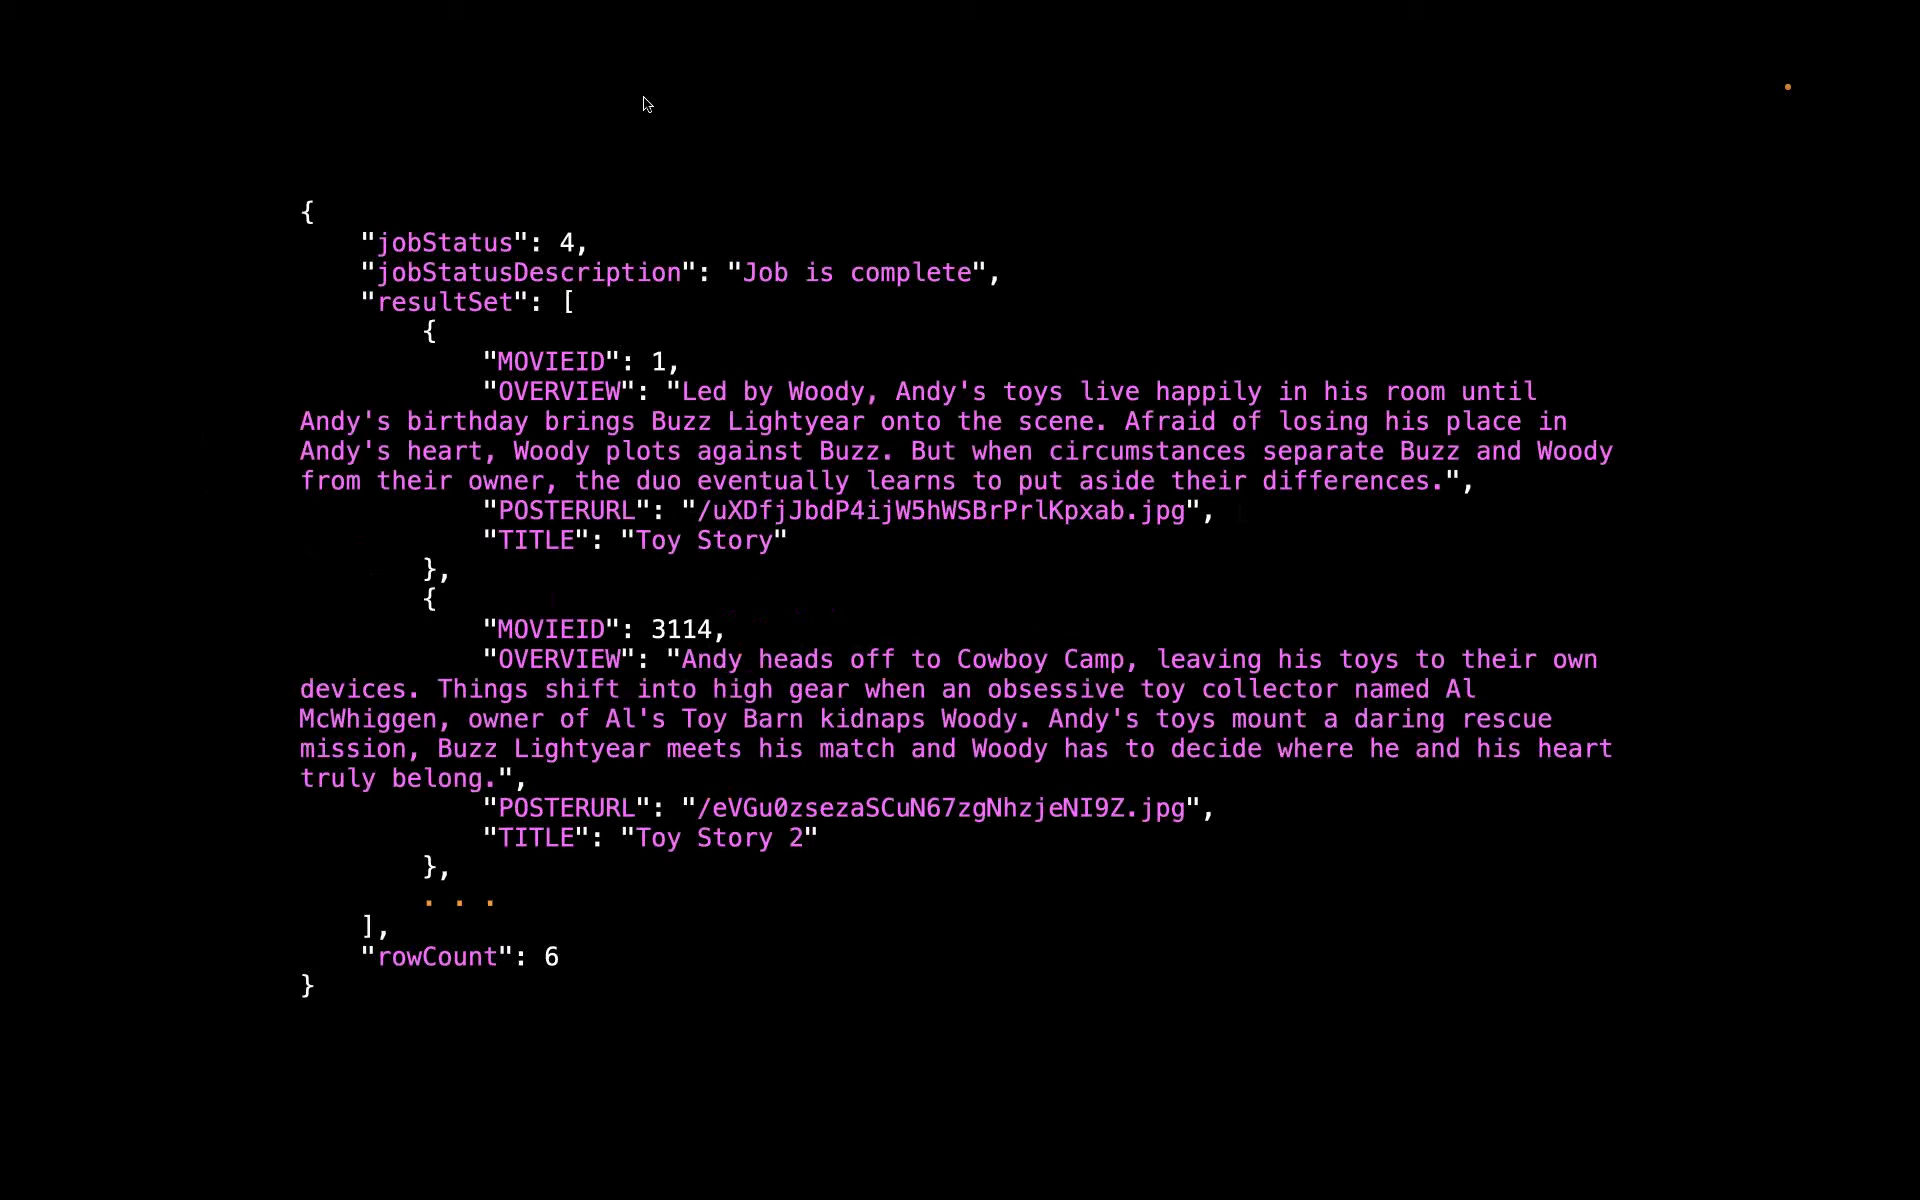 {
    "jobStatus": 4,
    "jobStatusDescription": "Job is complete",
    "resultSet": [
        {
            "MOVIEID": 1,
            "OVERVIEW": "Led by Woody, Andy's toys live happily in his room until
Andy's birthday brings Buzz Lightyear onto the scene. Afraid of losing his place in
Andy's heart, Woody plots against Buzz. But when circumstances separate Buzz and Woody
from their owner, the duo eventually learns to put aside their differences.",
            "POSTERURL": "/uXDfjJbdP4ijW5hWSBrPrlKpxab.jpg",
            "TITLE": "Toy Story"
        },
        {
            "MOVIEID": 3114,
            "OVERVIEW": "Andy heads off to Cowboy Camp, leaving his toys to their own
devices. Things shift into high gear when an obsessive toy collector named Al
McWhiggen, owner of Al's Toy Barn kidnaps Woody. Andy's toys mount a daring rescue
mission, Buzz Lightyear meets his match and Woody has to decide where he and his heart
truly belong.",
            "POSTERURL": "/eVGu0zsezaSCuN67zgNhzjeNI9Z.jpg",
            "TITLE": "Toy Story 2"
        },
        . . .
    ],
    "rowCount": 6
}